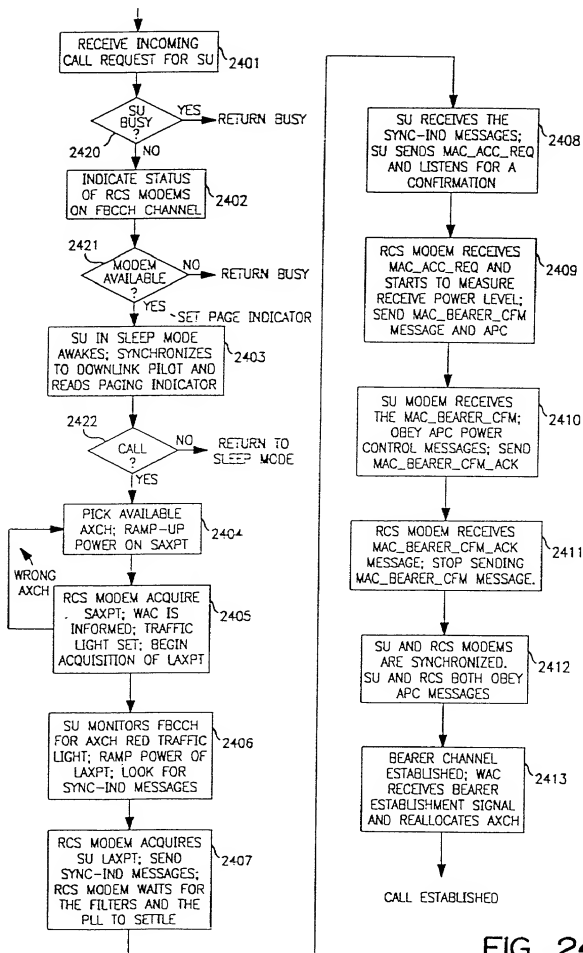 RECEIVE INCOMING
CALL REQUEST FOR SU
2401
SU
BUSY
?
YES
RETURN BUSY
2420
NO
INDICATE STATUS
OF RCS MODEMS
ON FBCCH CHANNEL
2402
2421
MODEM
AVAILABLE
?
NO
RETURN BUSY
YES
SET PAGE INDICATOR
SU IN SLEEP MODE
AWAKES; SYNCHRONIZES
TO DOWNLINK PILOT AND
READS PAGING INDICATOR
2403
2422
CALL
?
NO
RETURN TO
SLEEP MODE
YES
PICK AVAILABLE
AXCH; RAMP-UP
POWER ON SAXPT
2404
WRONG
AXCH
RCS MODEM ACQUIRE
SAXPT; WAC IS
INFORMED; TRAFFIC
LIGHT SET; BEGIN
ACQUISITION OF LAXPT
2405
SU MONITORS FBCCH
FOR AXCH RED TRAFFIC
LIGHT; RAMP POWER OF
LAXPT; LOOK FOR
SYNC-IND MESSAGES
2406
RCS MODEM ACQUIRES
SU LAXPT; SEND
SYNC-IND MESSAGES;
RCS MODEM WAITS FOR
THE FILTERS AND THE
PLL TO SETTLE
2407
SU RECEIVES THE
SYNC-IND MESSAGES;
SU SENDS MAC_ACC_REQ
AND LISTENS FOR A
CONFIRMATION
2408
RCS MODEM RECEIVES
MAC_ACC_REQ AND
STARTS TO MEASURE
RECEIVE POWER LEVEL;
SEND MAC_BEARER_CFM
MESSAGE AND APC
2409
SU MODEM RECEIVES
THE MAC_BEARER_CFM;
OBEY APC POWER
CONTROL MESSAGES; SEND
MAC_BEARER_CFM_ACK
2410
RCS MODEM RECEIVES
MAC_BEARER_CFM_ACK
MESSAGE; STOP SENDING
MAC_BEARER_CFM MESSAGE.
2411
SU AND RCS MODEMS
ARE SYNCHRONIZED.
SU AND RCS BOTH OBEY
APC MESSAGES
2412
BEARER CHANNEL
ESTABLISHED; WAC
RECEIVES BEARER
ESTABLISHMENT SIGNAL
AND REALLOCATES AXCH
2413
CALL ESTABLISHED